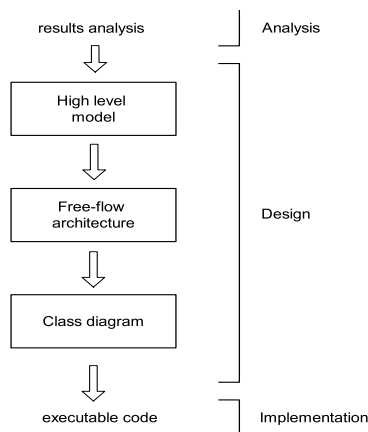 results analysis
Analysis
High level
model
Free-flow
architecture
Design
Class diagram
executable code
Implementation